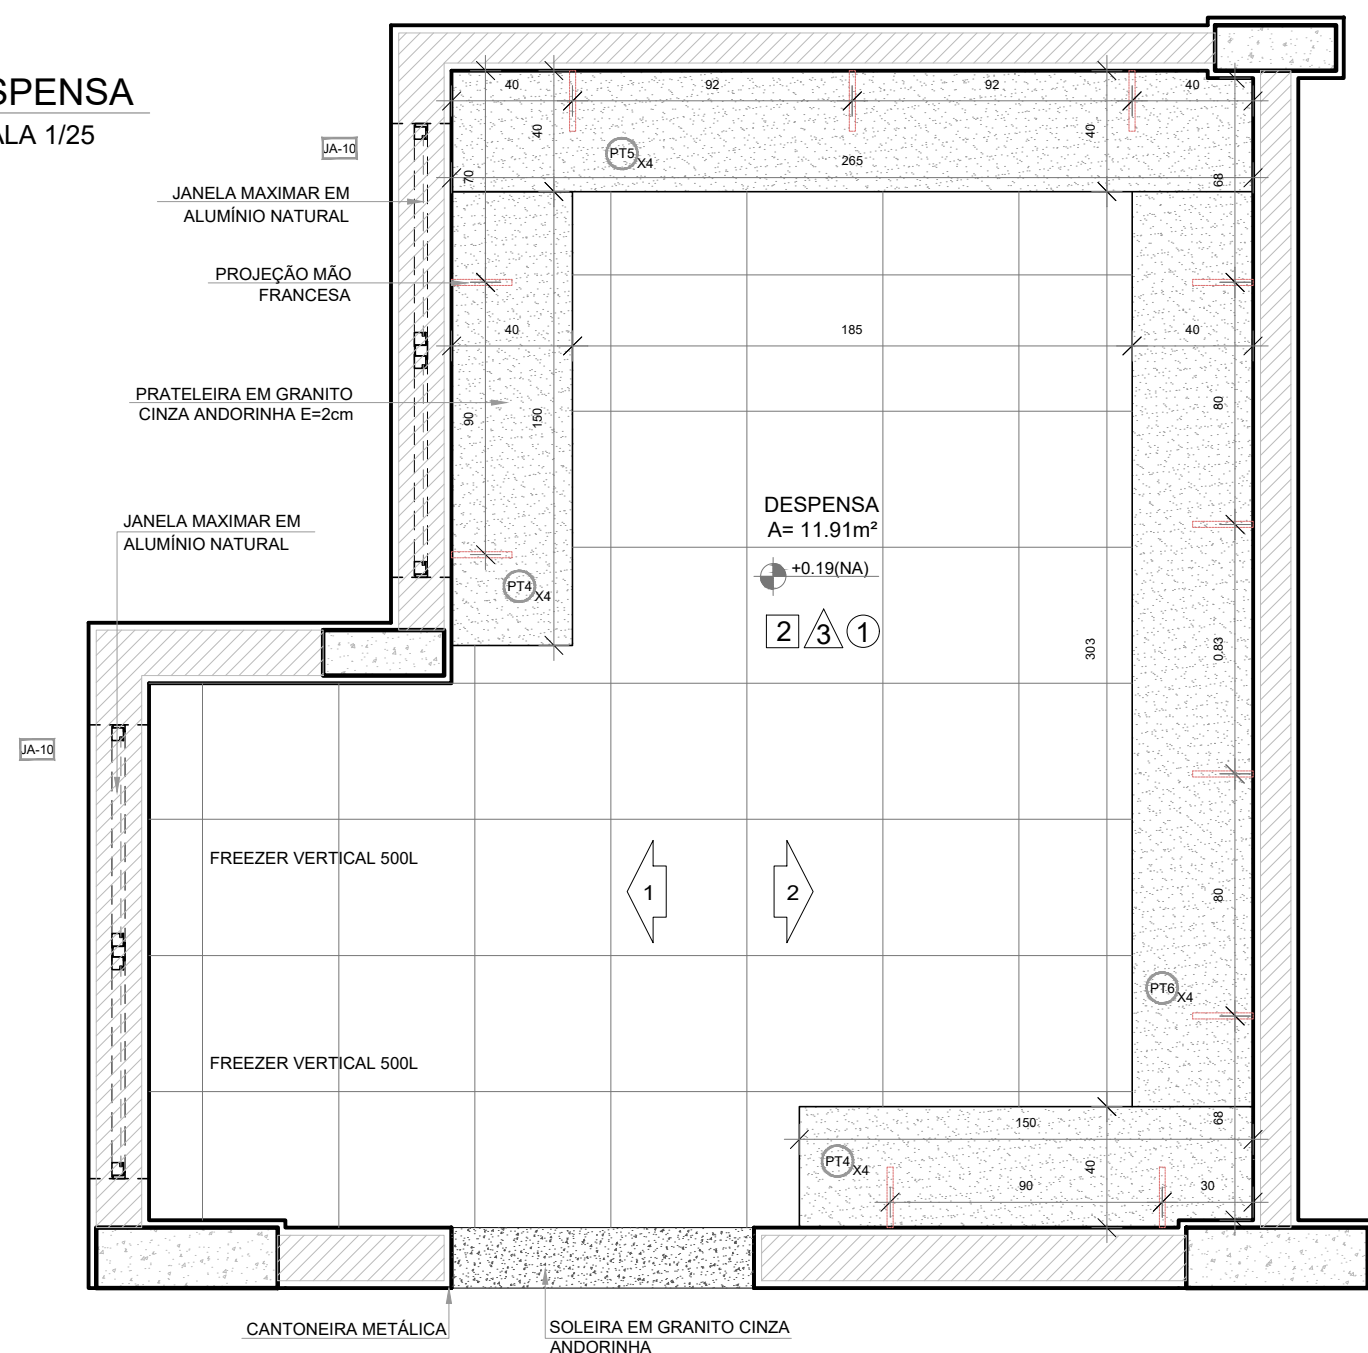 SPENSA
ALA 1/25
JA-10
JANELA MAXIMAR EM
ALUMÍNIO NATURAL
PROJEÇÃO MÃO
FRANCESA
PRATELEIRA EM GRANITO
CINZA ANDORINHA E=2cm
JANELA MAXIMAR EM
ALUMÍNIO NATURAL
JA-10
40
92
92
40
40
40
PT5
X4
265
70
68
40
185
40
90
150
80
DESPENSA
A= 11.91m²
+0.19(NA)
2
3
1
PT4
X4
303
0.83
FREEZER VERTICAL 500L
1
2
80
PT6
X4
FREEZER VERTICAL 500L
150
68
PT4
X4
40
90
30
CANTONEIRA METÁLICA
SOLEIRA EM GRANITO CINZA
ANDORINHA